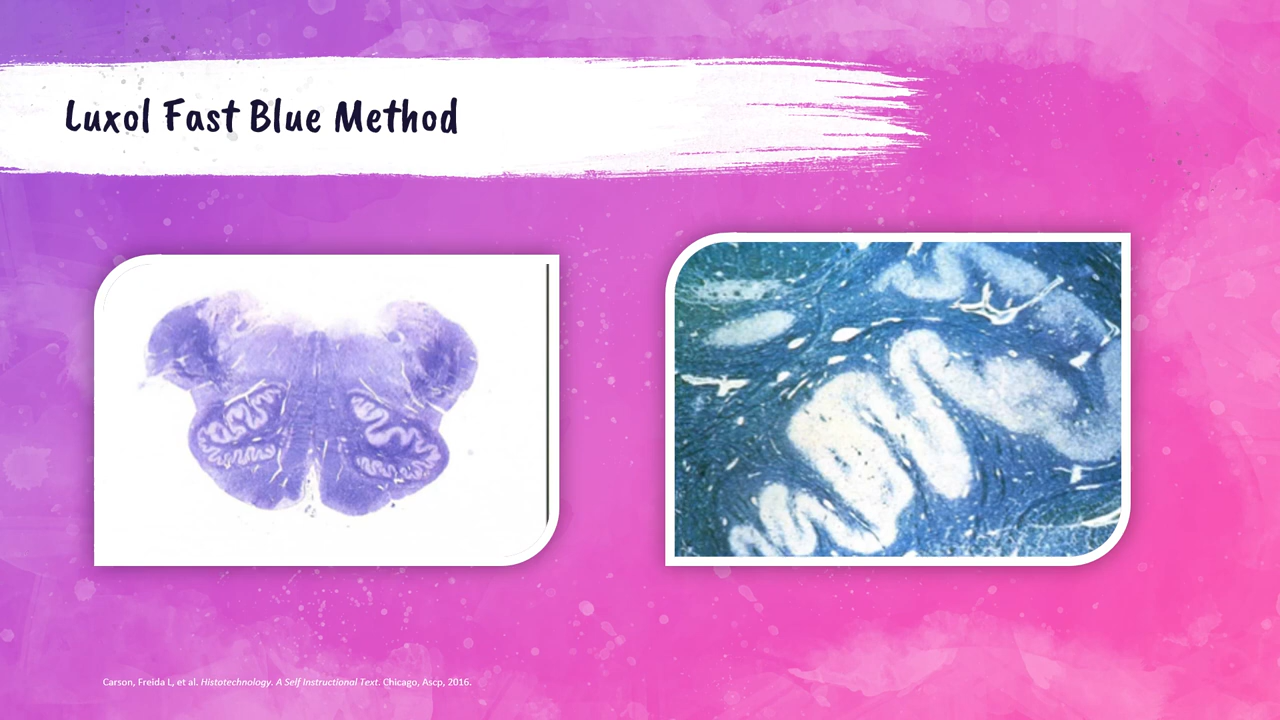 Luxol Fast Blue Method
Carson, Freida L, et al. Histotechnology. A Self Instructional Text. Chicago, Ascp, 2016.